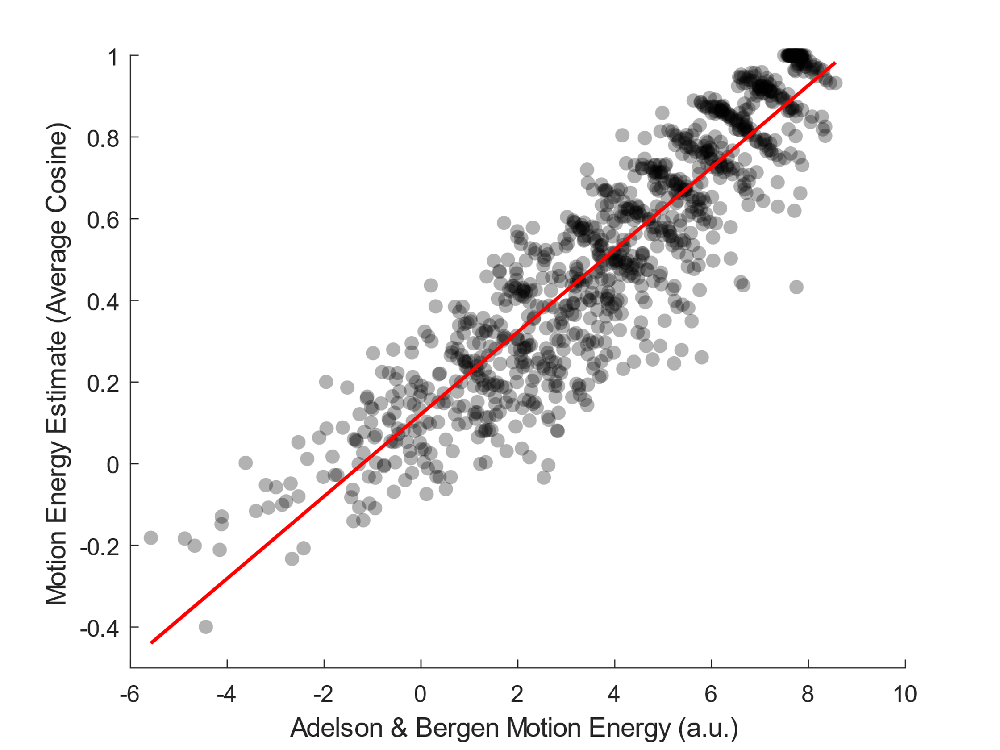 1
0.8
0.6
0.4
0.2
0
-0.2
-0.4
Motion Energy Estimate (Average Cosine)
-6 -4 -2 0 2 4 6 8 10
Adelson & Bergen Motion Energy (a.u.)